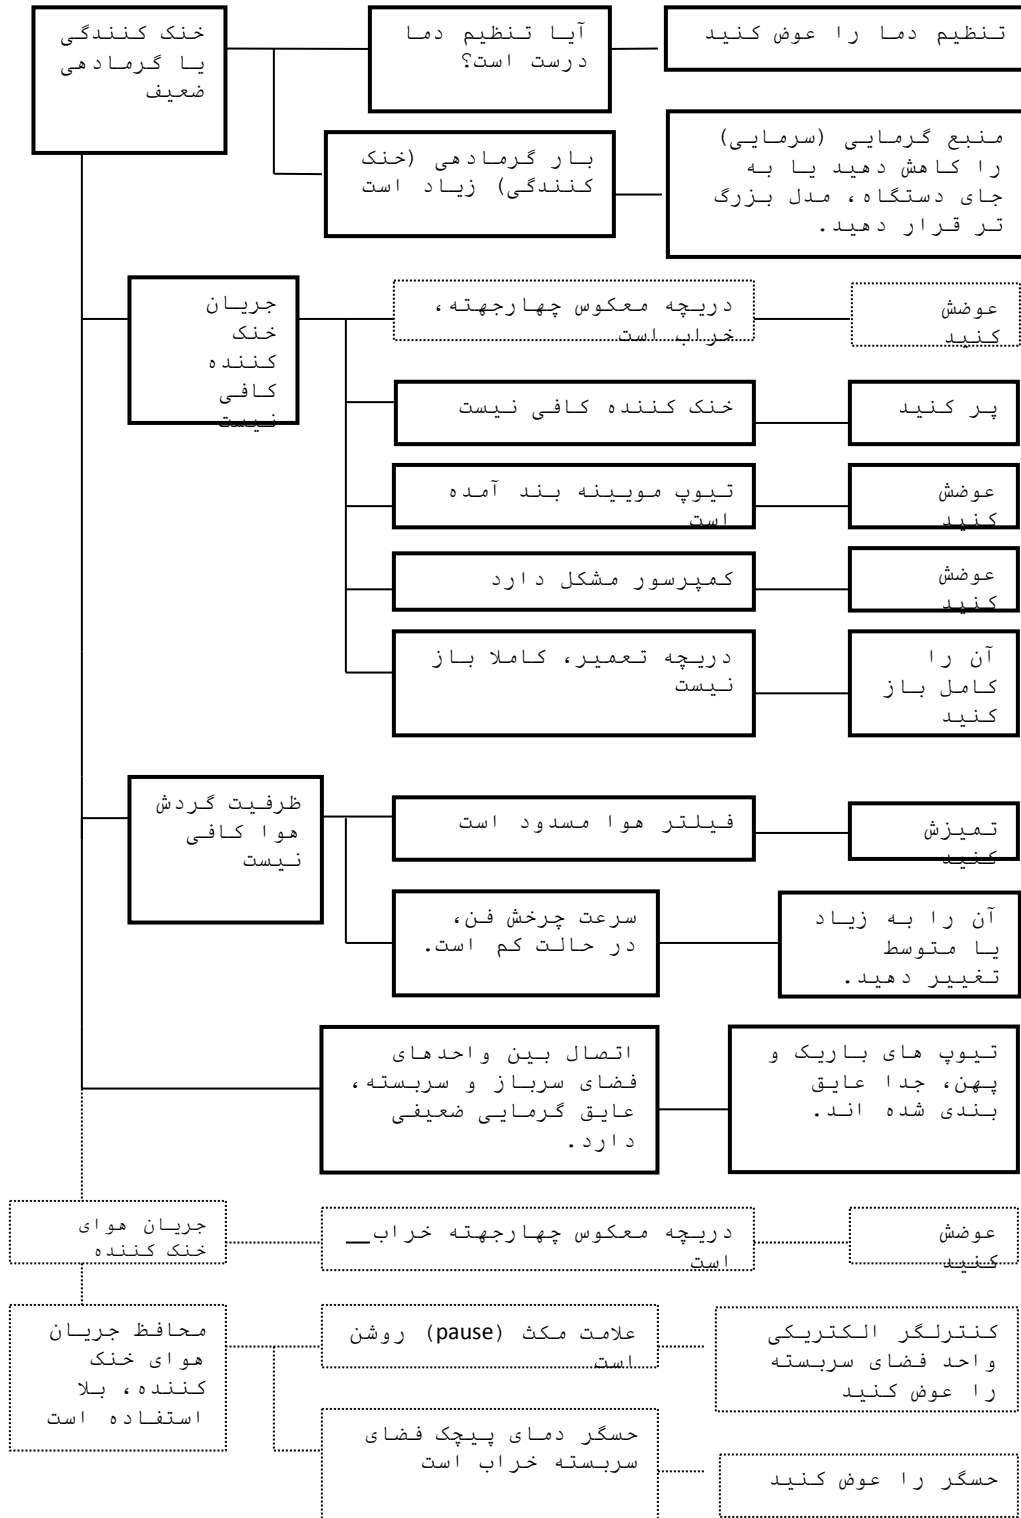 خنک کنندگی
یا گرمادهی
ضعیف
آیا تنظیم دما
درست است؟
تنظیم دما را عوض کنید
بار گرمادهی (خنک
کنندگی) زیاد است
منبع گرمایی (سرمایی)
را کاهش دهید یا به
جای دستگاه، مدل بزرگ
تر قرار دهید.
جریان
خنک
کننده
کافی
نیست
دریچه معکوس چهارجهته،
خراب است
عوضش
کنید
خنک کننده کافی نیست
پر کنید
تیوپ مویینه بند آمده
است
عوضش
کنید
کمپرسور مشکل دارد
عوضش
کنید
دریچه تعمیر، کاملا باز
نیست
آن را
کامل باز
کنید
ظرفیت گردش
هوا کافی
نیست
فیلتر هوا مسدود است
تمیزش
کنید
سرعت چرخش فن،
در حالت کم است.
آن را به زیاد
یا متوسط
تغییر دهید.
اتصال بین واحدهای
فضای سرباز و سربسته،
عایق گرمایی ضعیفی
دارد.
تیوپ های باریک و
پهن، جدا عایق
بندی شده اند.
جریان هوای
خنک کننده
دریچه معکوس چهارجهته خراب
است
عوضش
کنید
محافظ جریان
هوای خنک
کننده، بلا
استفاده است
علامت مکث (pause) روشن
است
کنترلگر الکتریکی
واحد فضای سربسته
را عوض کنید
حسگر دمای پیچک فضای
سربسته خراب است
حسگر را عوض کنید